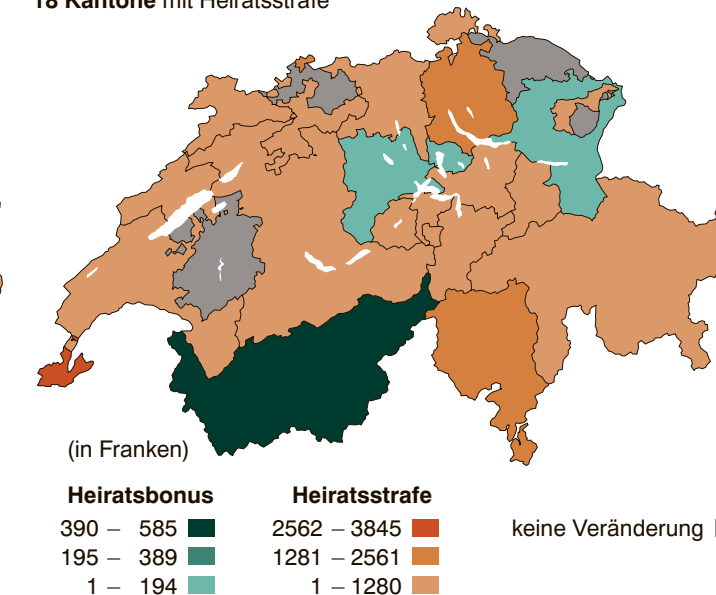 18 Kantone mit Heiratsstrafe
(in Franken)
Heiratsbonus
390 – 585
195 – 389
1 – 194
Heiratsstrafe
2562 – 3845
1281 – 2561
1 – 1280
keine Veränderung